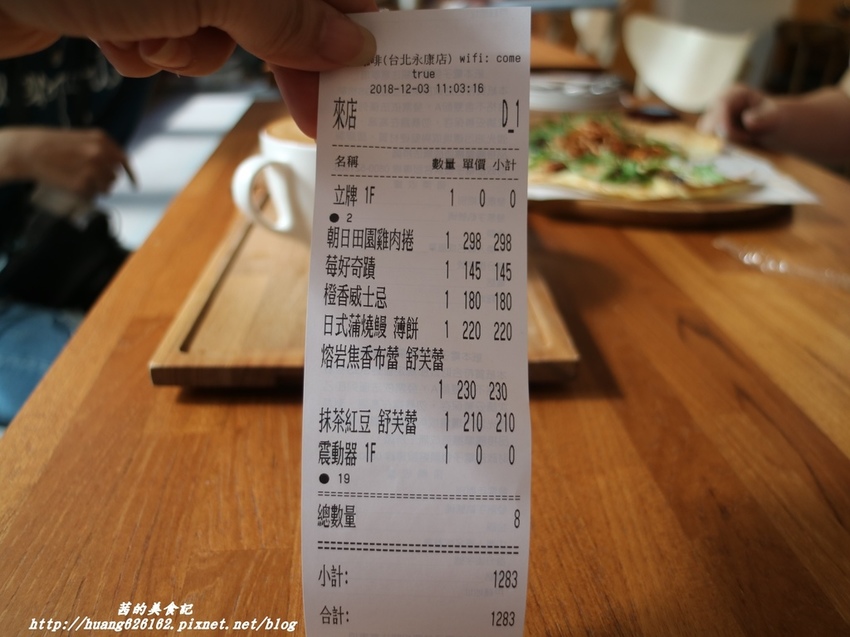 啡(台北永康店) wifi: come
true
2018-12-03 11:03:16
來店 D_1
名稱 數量 單價 小計
立牌 1F 1 0 0
● 2
朝日田園雞肉捲 1 298 298
莓好奇蹟 1 145 145
橙香威士忌 1 180 180
日式蒲燒鰻 薄餅 1 220 220
熔岩焦香布蕾 舒芙蕾
1 230 230
抹茶紅豆 舒芙蕾 1 210 210
震動器 1F 1 0 0
● 19
總數量 8
小計: 1283
合計: 1283
茜的美食記
http://huang626162.pixnet.net/blog